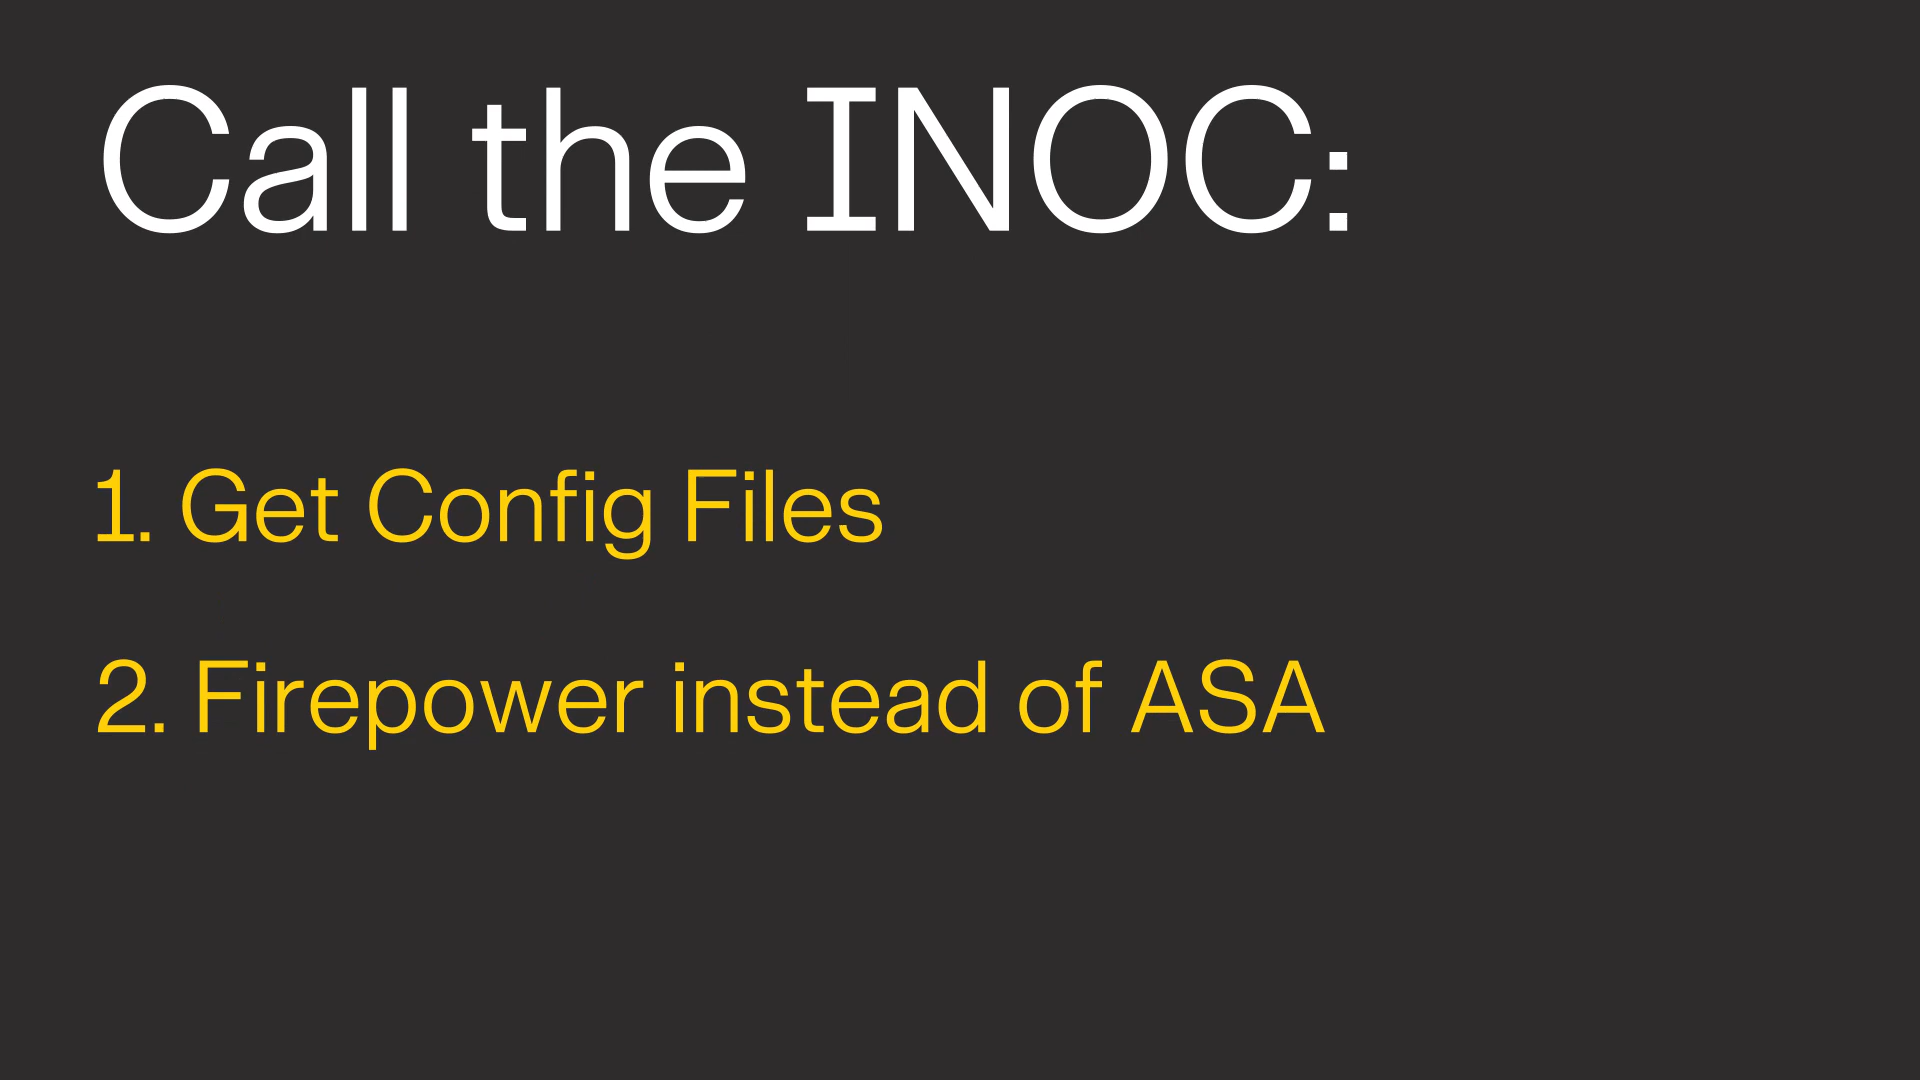 Call the INOC:
1. Get Config Files
2. Firepower instead of ASA